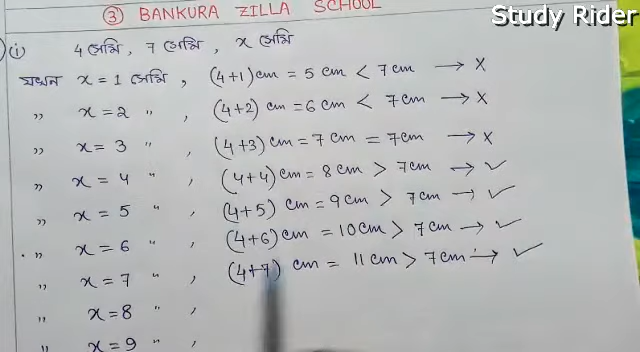 ③ BANKURA ZILLA SCHOOL
Study Rider
(i) 4 সেমি, 7 সেমি, x সেমি
যখন x = 1 সেমি, (4+1)cm = 5 cm < 7 cm → ×
,, x = 2 ", (4+2) cm = 6 cm < 7 cm → ×
,, x = 3 ", (4+3) cm = 7 cm = 7 cm → ×
,, x = 4 ", (4+4) cm = 8 cm > 7 cm → ✓
,, x = 5 ", (4+5) cm = 9 cm > 7 cm → ✓
,, x = 6 ", (4+6) cm = 10 cm > 7 cm → ✓
,, x = 7 ", (4+7) cm = 11 cm > 7 cm → ✓
,, x = 8 ",
,, x = 9 ",